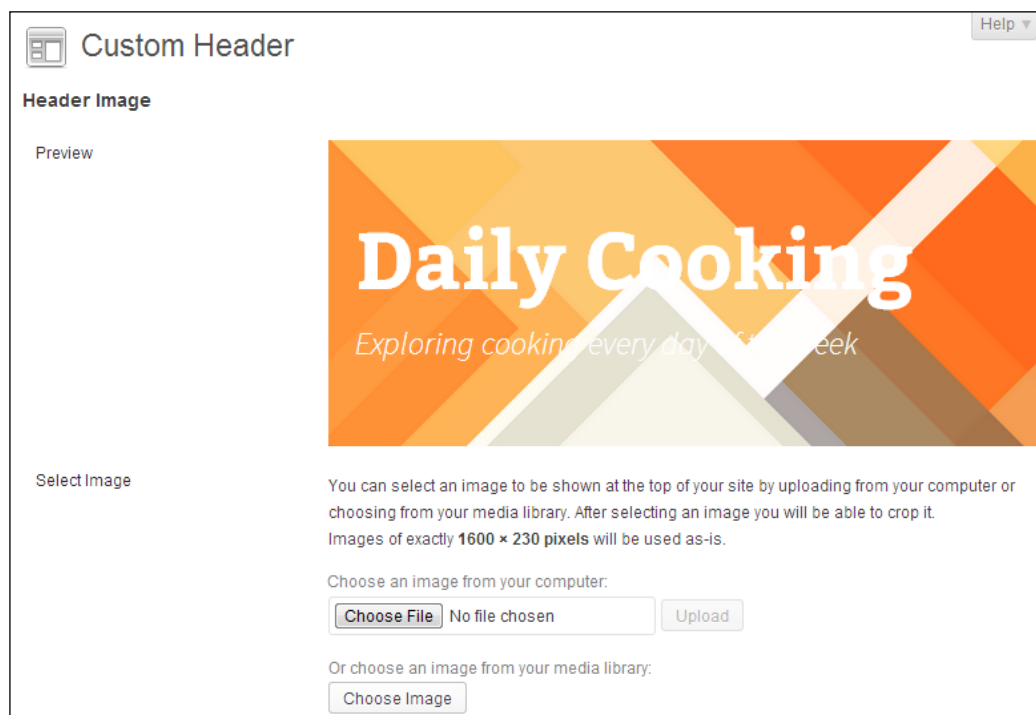 Help
Custom Header
Header Image
Preview
Daily Cooking
Exploring cooking every day of the week
Select Image
You can select an image to be shown at the top of your site by uploading from your computer or
choosing from your media library. After selecting an image you will be able to crop it.
Images of exactly 1600 × 230 pixels will be used as-is.
Choose an image from your computer:
Choose File No file chosen Upload
Or choose an image from your media library:
Choose Image